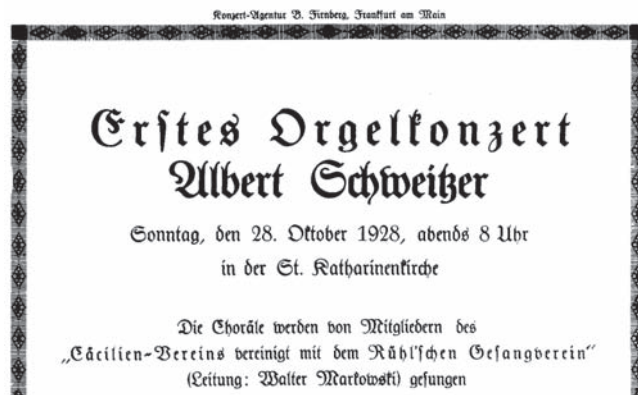 Konzert-Agentur B. Firnberg, Frankfurt am Main
Erstes Orgelkonzert
Albert Schweitzer
Sonntag, den 28. Oktober 1928, abends 8 Uhr
in der St. Katharinenkirche
Die Choräle werden von Mitgliedern des
„Cäcilien-Vereins vereinigt mit dem Rühl'schen Gesangverein“
(Leitung: Walter Markowski) gesungen